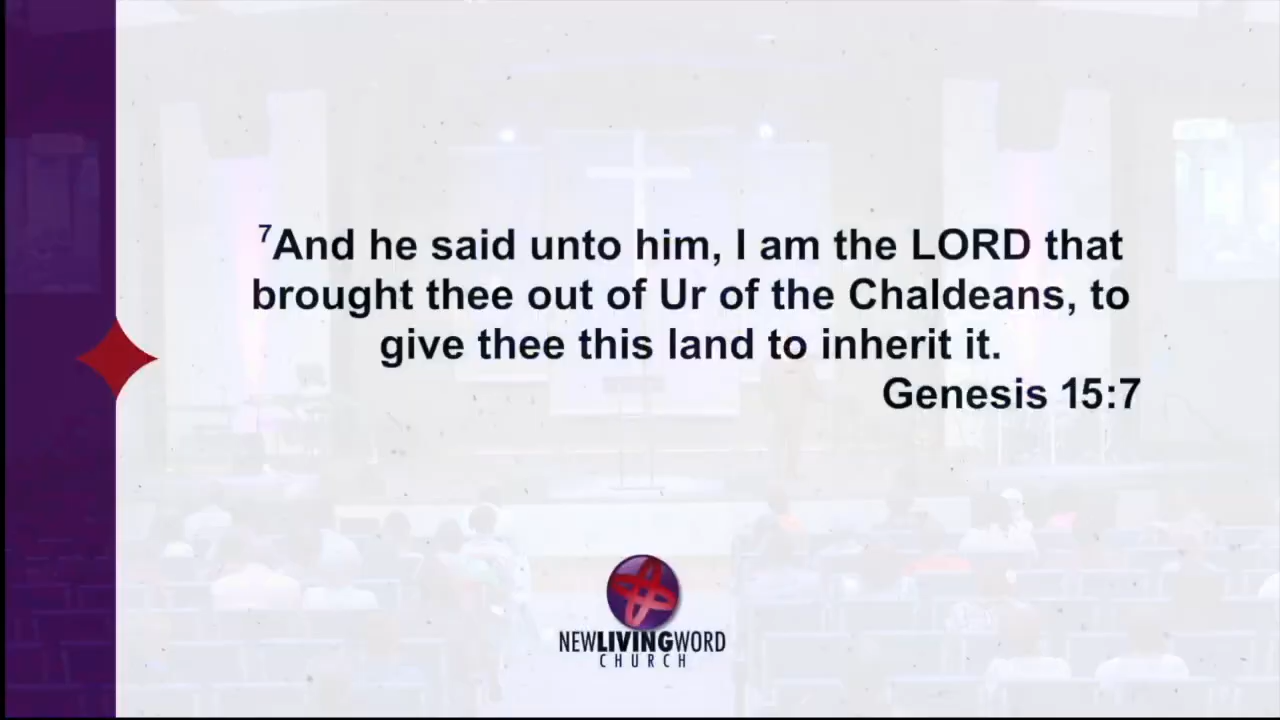 ⁷And he said unto him, I am the LORD that
brought thee out of Ur of the Chaldeans, to
give thee this land to inherit it.
Genesis 15:7
NEWLIVINGWORD
CHURCH